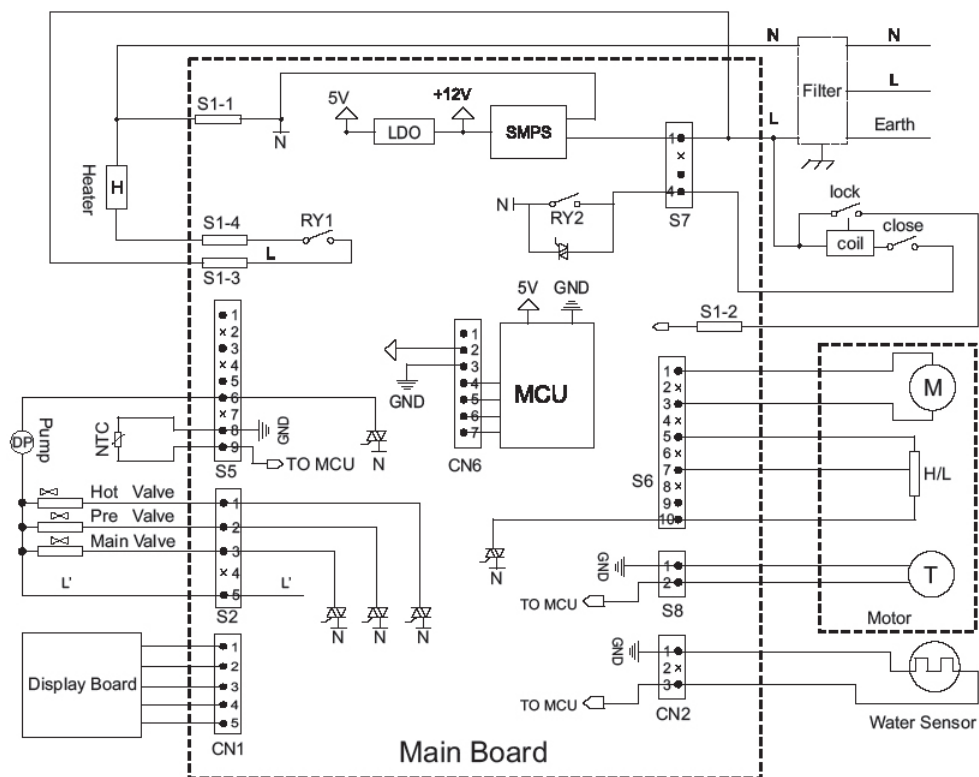 N
N
L
Filter
L
Earth
S1-1
5V
+12V
LDO
SMPS
N
1
×
4
S7
Heater
H
S1-4
RY1
L
S1-3
N
RY2
lock
close
coil
S1-2
1
×2
3
×4
5
6
×7
8
9
S5
GND
TO MCU
N
DP
Pump
NTC
5V
GND
MCU
1
2
3
4
5
6
7
CN6
GND
1
2×
3
4×
5
6×
7
8×
9
10
S6
N
M
H/L
T
Motor
Hot Valve
Pre Valve
Main Valve
L'
L'
1
2
3
×4
5
S2
N
N
N
GND
1
2
S8
TO MCU
Display Board
1
2
3
4
5
CN1
GND
1
2×
3
CN2
TO MCU
Water Sensor
Main Board